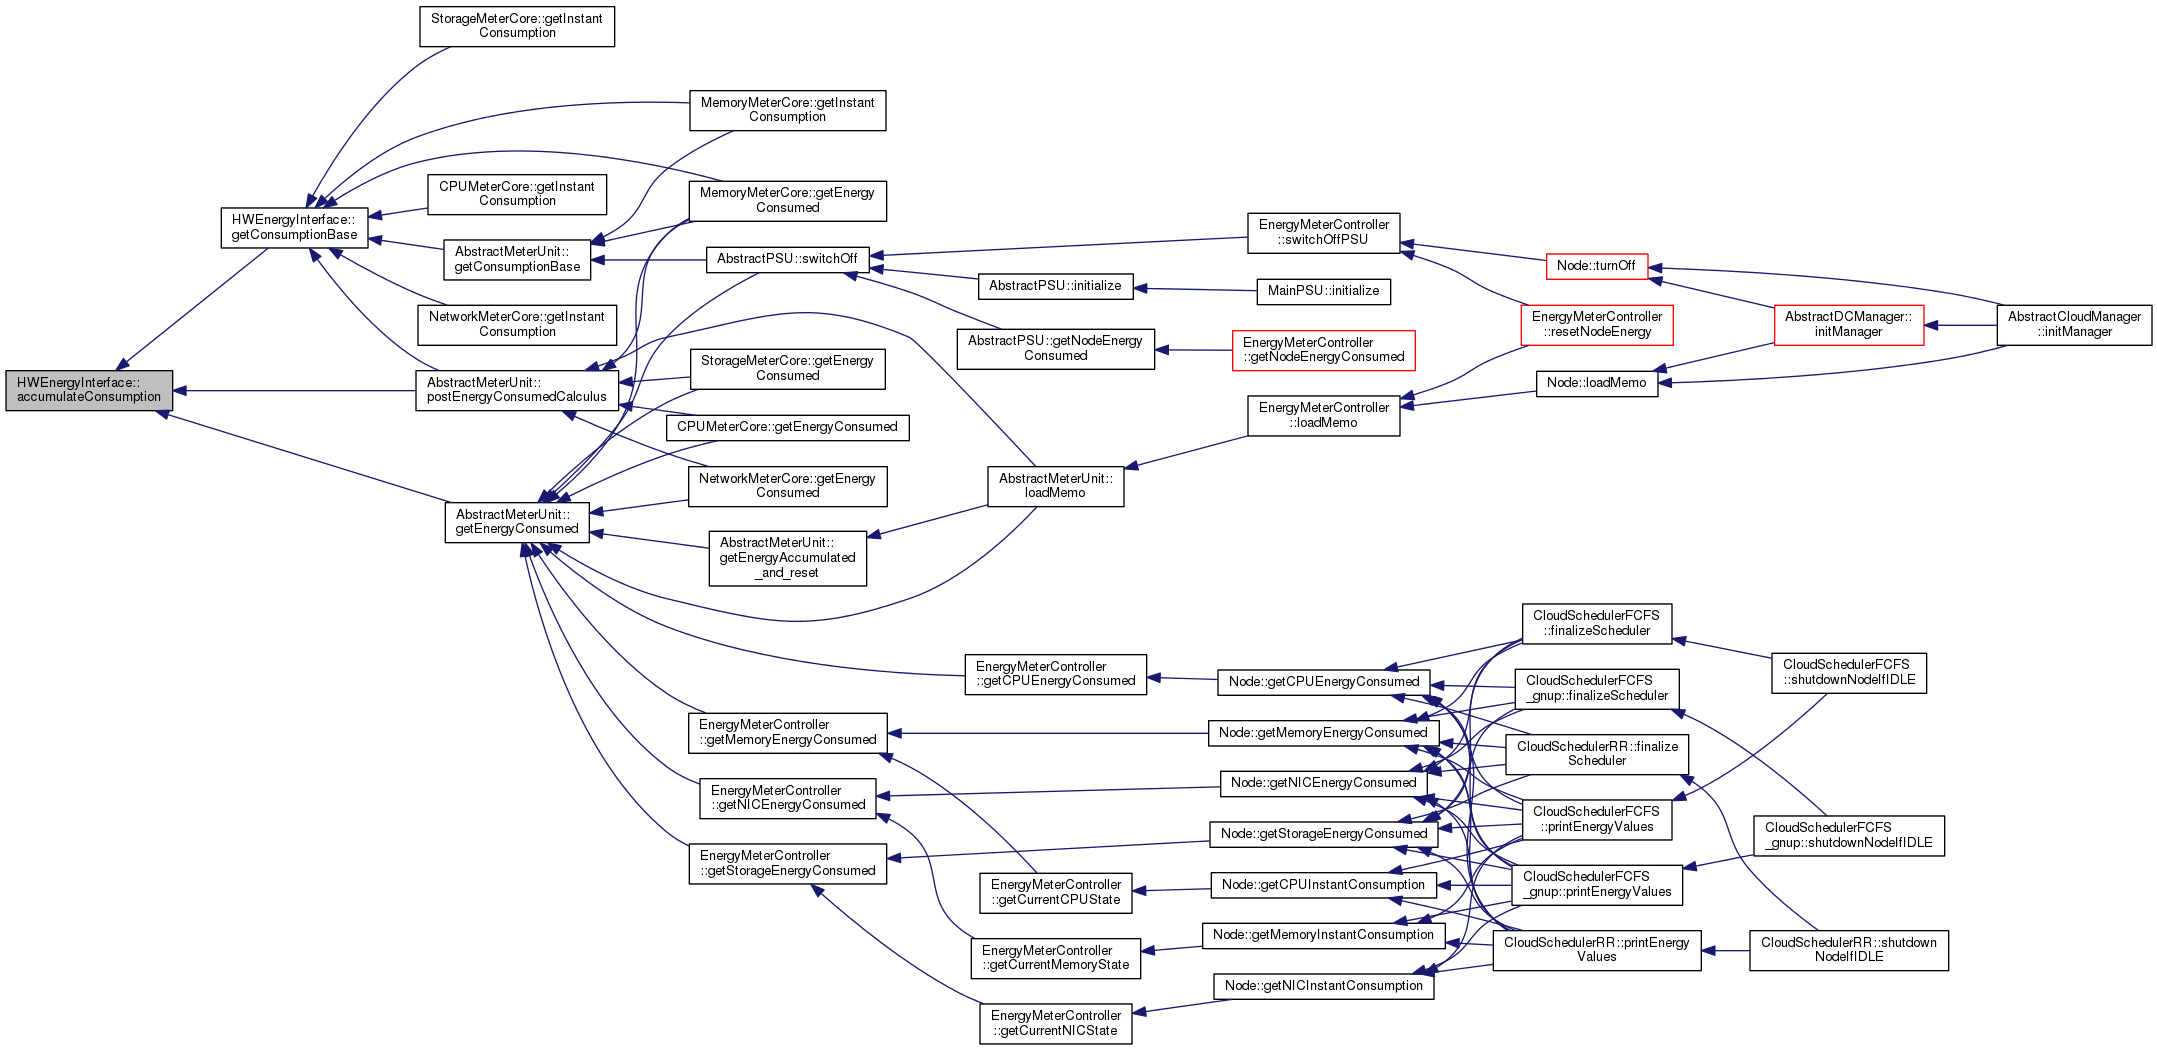 StorageMeterCore::getInstant
Consumption
MemoryMeterCore::getInstant
Consumption
CPUMeterCore::getInstant
Consumption
MemoryMeterCore::getEnergy
Consumed
HWEnergyInterface::
getConsumptionBase
AbstractMeterUnit::
getConsumptionBase
AbstractPSU::switchOff
EnergyMeterController
::switchOffPSU
Node::turnOff
AbstractPSU::initialize
MainPSU::initialize
NetworkMeterCore::getInstant
Consumption
AbstractPSU::getNodeEnergy
Consumed
EnergyMeterController
::getNodeEnergyConsumed
EnergyMeterController
::resetNodeEnergy
AbstractDCManager::
initManager
AbstractCloudManager
::initManager
HWEnergyInterface::
accumulateConsumption
AbstractMeterUnit::
postEnergyConsumedCalculus
StorageMeterCore::getEnergy
Consumed
Node::loadMemo
CPUMeterCore::getEnergyConsumed
EnergyMeterController
::loadMemo
NetworkMeterCore::getEnergy
Consumed
AbstractMeterUnit::
loadMemo
AbstractMeterUnit::
getEnergyConsumed
AbstractMeterUnit::
getEnergyAccumulated
_and_reset
CloudSchedulerFCFS
::finalizeScheduler
EnergyMeterController
::getCPUEnergyConsumed
Node::getCPUEnergyConsumed
CloudSchedulerFCFS
_gnup::finalizeScheduler
CloudSchedulerFCFS
::shutdownNodeIfIDLE
EnergyMeterController
::getMemoryEnergyConsumed
Node::getMemoryEnergyConsumed
CloudSchedulerRR::finalize
Scheduler
EnergyMeterController
::getNICEnergyConsumed
Node::getNICEnergyConsumed
CloudSchedulerFCFS
::printEnergyValues
Node::getStorageEnergyConsumed
CloudSchedulerFCFS
_gnup::shutdownNodeIfIDLE
EnergyMeterController
::getStorageEnergyConsumed
EnergyMeterController
::getCurrentCPUState
Node::getCPUInstantConsumption
CloudSchedulerFCFS
_gnup::printEnergyValues
EnergyMeterController
::getCurrentMemoryState
Node::getMemoryInstantConsumption
CloudSchedulerRR::printEnergy
Values
CloudSchedulerRR::shutdown
NodeIfIDLE
EnergyMeterController
::getCurrentNICState
Node::getNICInstantConsumption